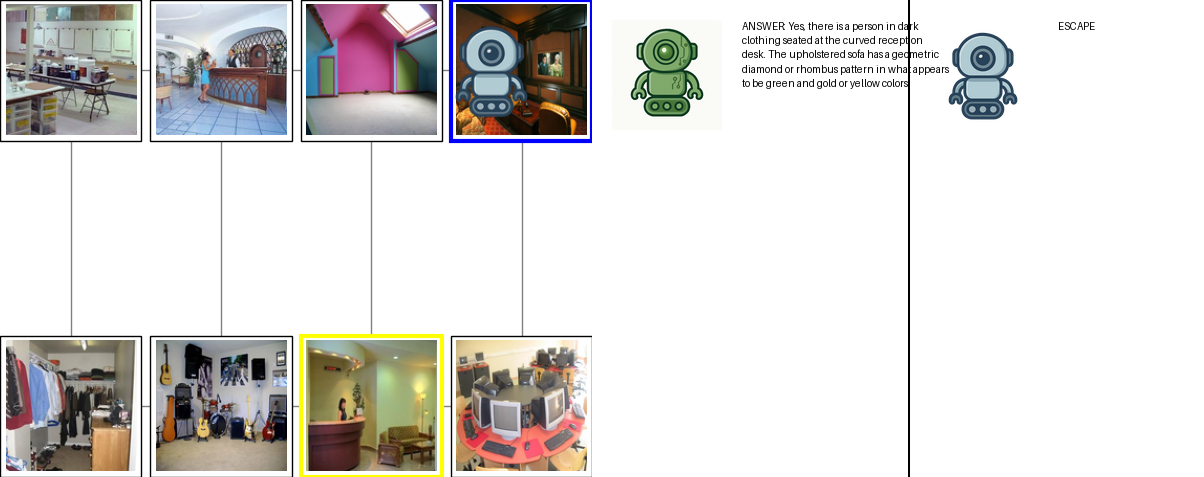 ANSWER: Yes, there is a person in dark
clothing seated at the curved reception
desk. The upholstered sofa has a geometric
diamond or rhombus pattern in what appears
to be green and gold or yellow colors.
ESCAPE